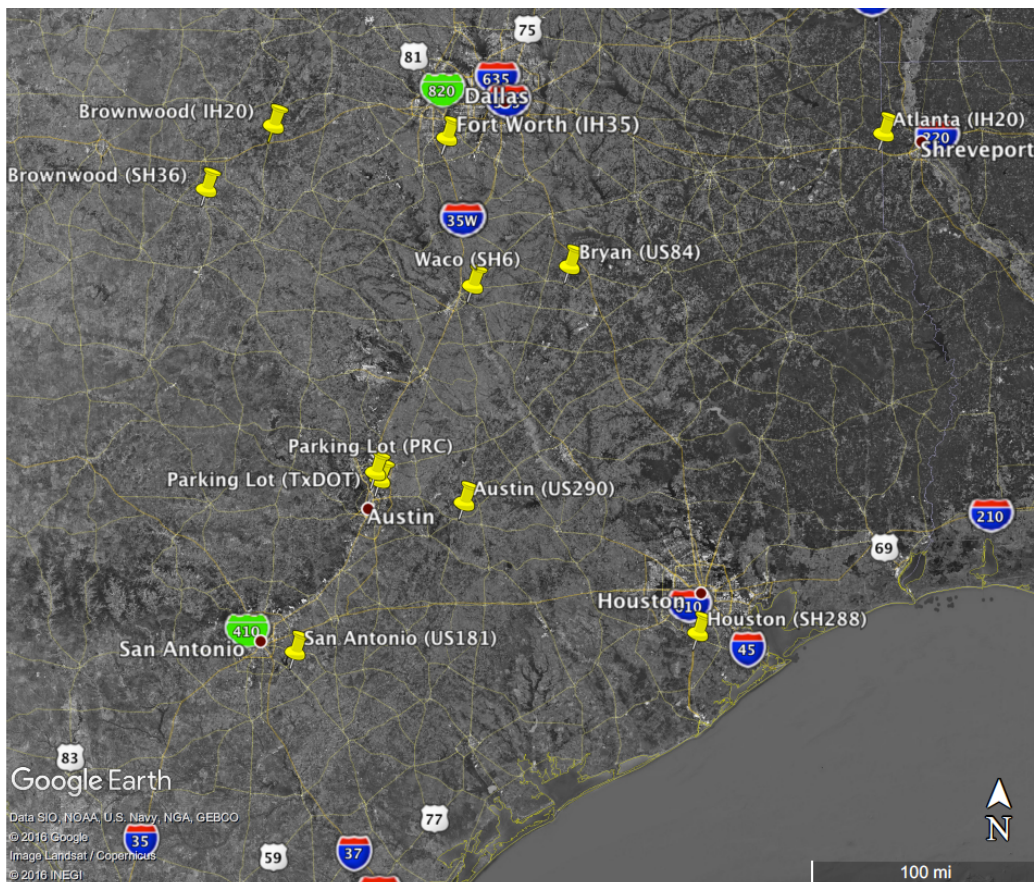 75
81
635
820
Dallas
Brownwood( IH20)
Fort Worth (IH35)
Atlanta (IH20)
220
Shreveport
Brownwood (SH36)
35W
Waco (SH6)
Bryan (US84)
Parking Lot (PRC)
Parking Lot (TxDOT)
Austin (US290)
Austin
210
69
Houston
610
Houston (SH288)
410
San Antonio (US181)
San Antonio
45
83
Google Earth
Data SIO, NOAA, U.S. Navy, NGA, GEBCO
© 2016 Google
Image Landsat / Copernicus
© 2016 INEGI
77
35
59
37
N
100 mi